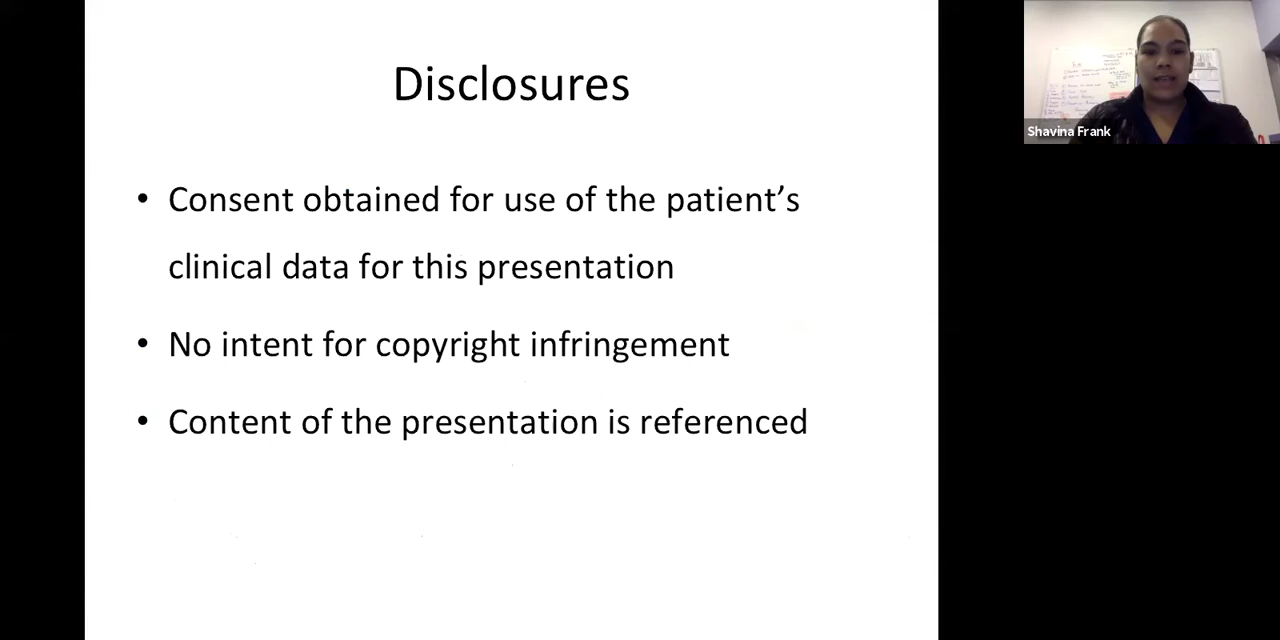 Disclosures
• Consent obtained for use of the patient’s
clinical data for this presentation
• No intent for copyright infringement
• Content of the presentation is referenced
Shavina Frank